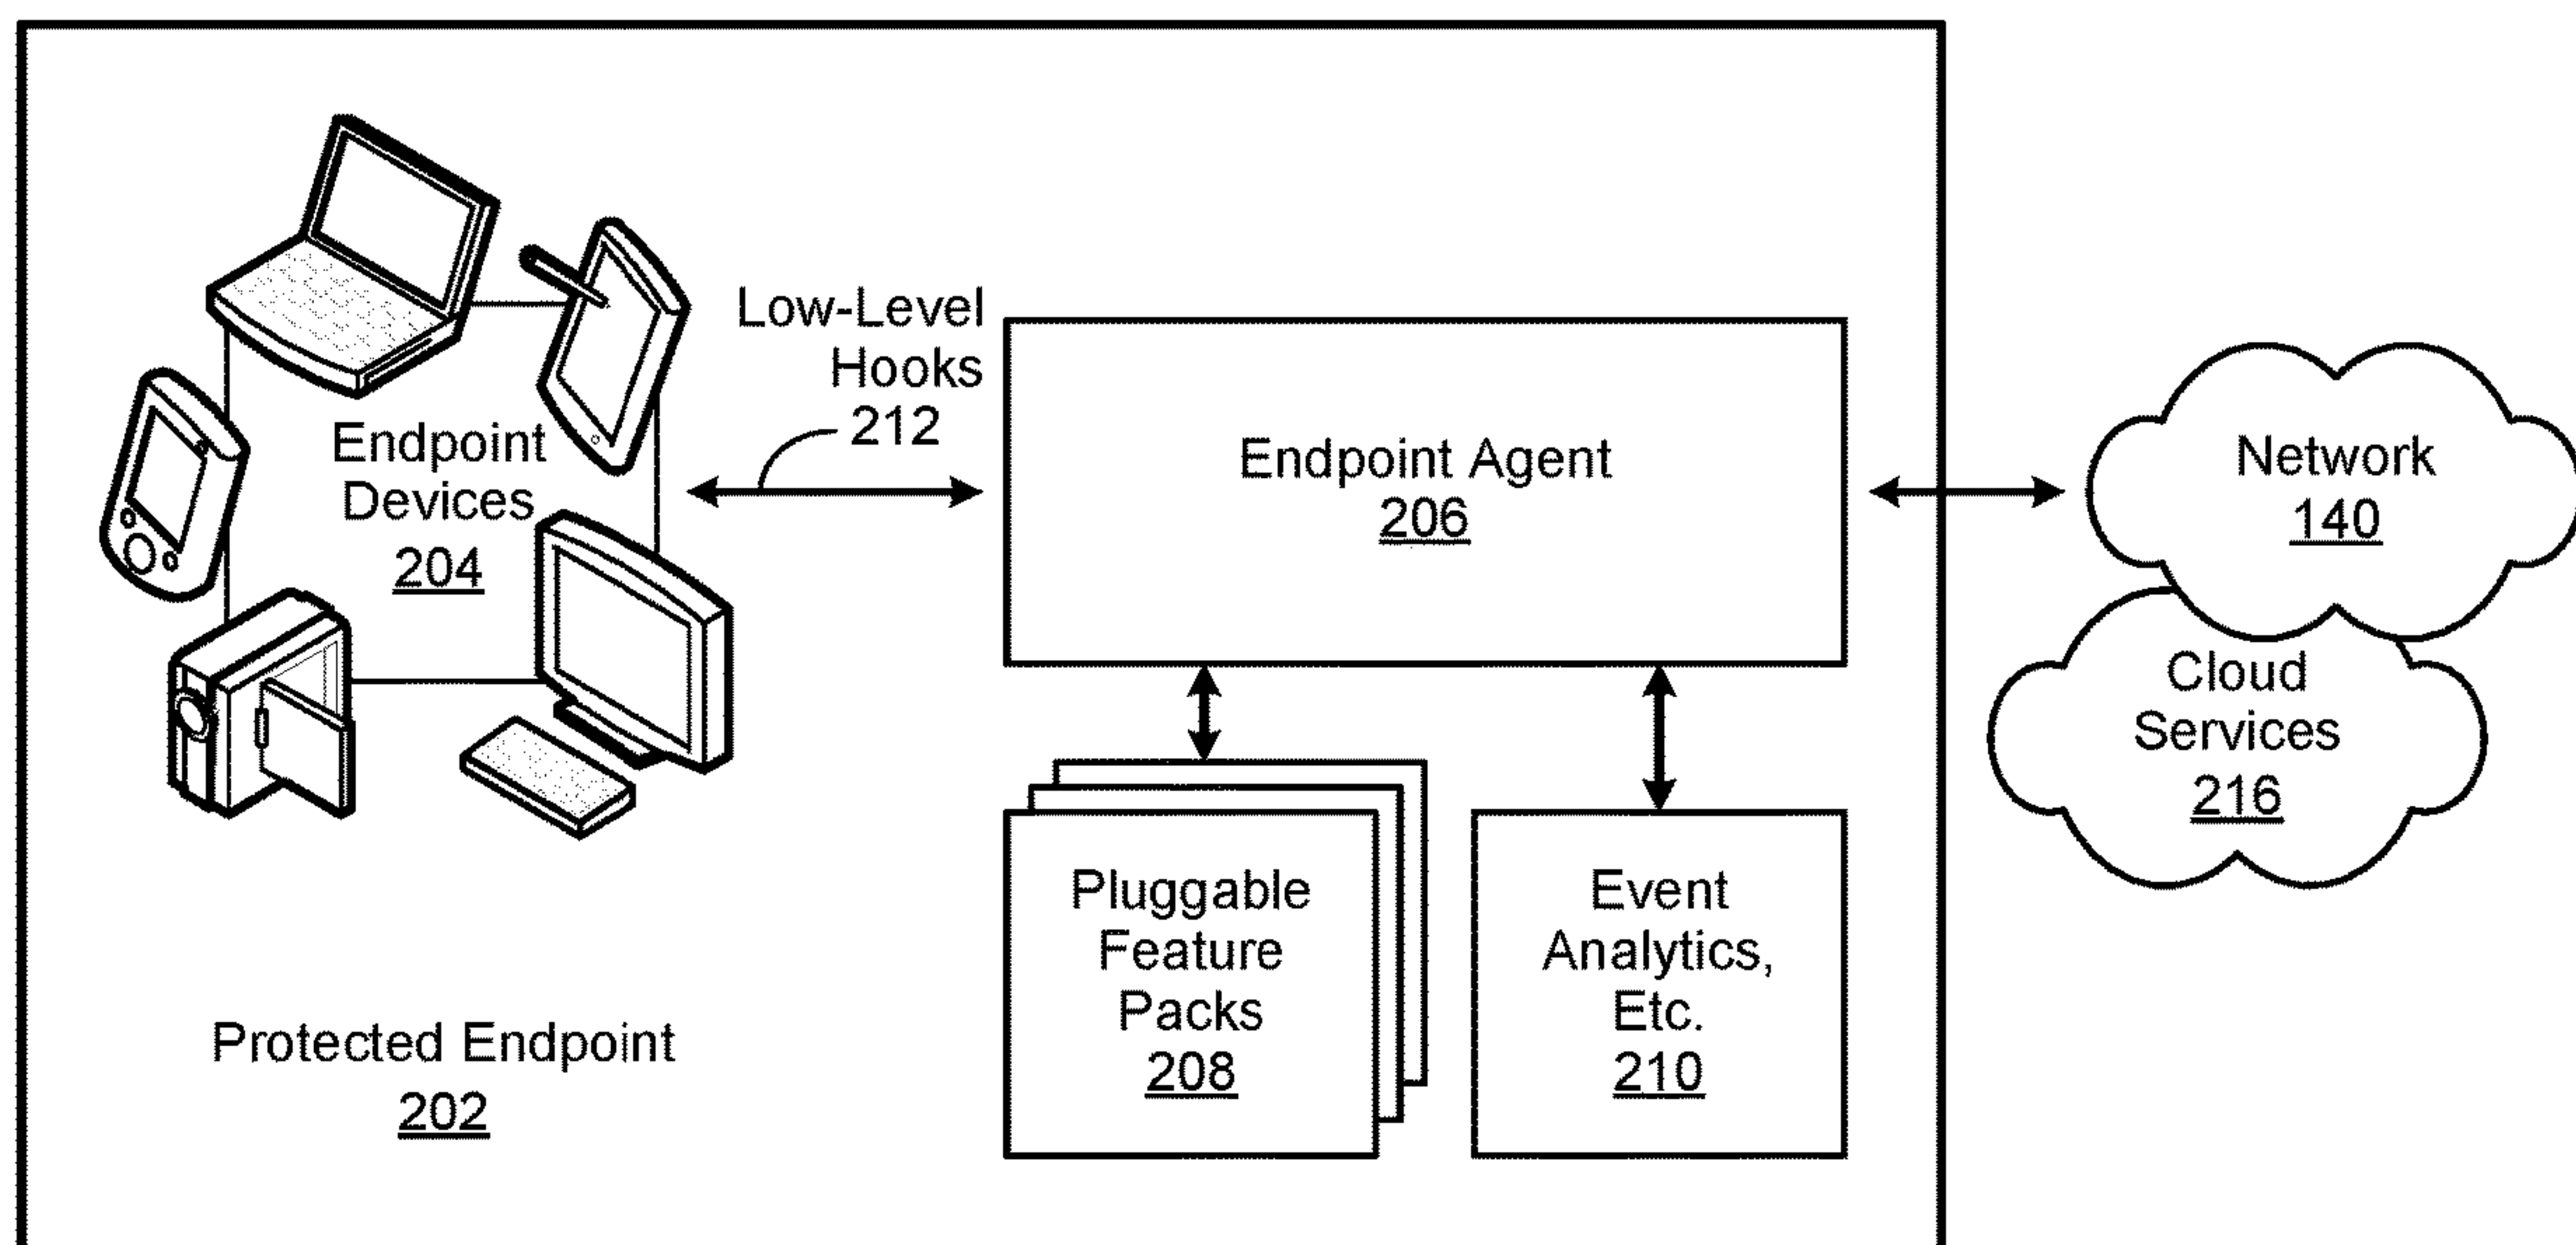 Low-Level
Hooks
212
Endpoint
Devices
204
Endpoint Agent
206
Network
140
Cloud
Services
216
Pluggable
Feature
Packs
208
Event
Analytics,
Etc.
210
Protected Endpoint
202